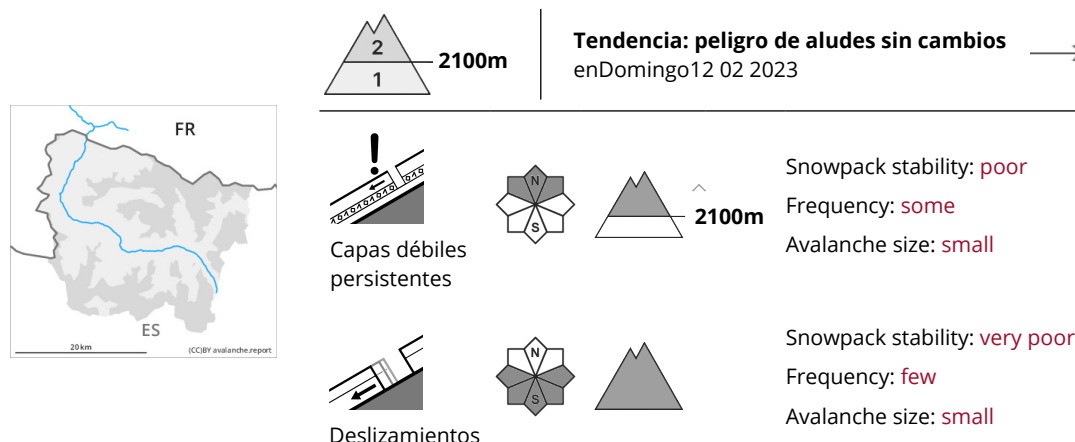 2
1
2100m
Tendencia: peligro de aludes sin cambios
enDomingo12 02 2023
FR
ES
20 km
(CC)BY avalanche.report
N
S
2100m
Capas débiles
persistentes
Snowpack stability: poor
Frequency: some
Avalanche size: small
N
S
Deslizamientos
Snowpack stability: very poor
Frequency: few
Avalanche size: small